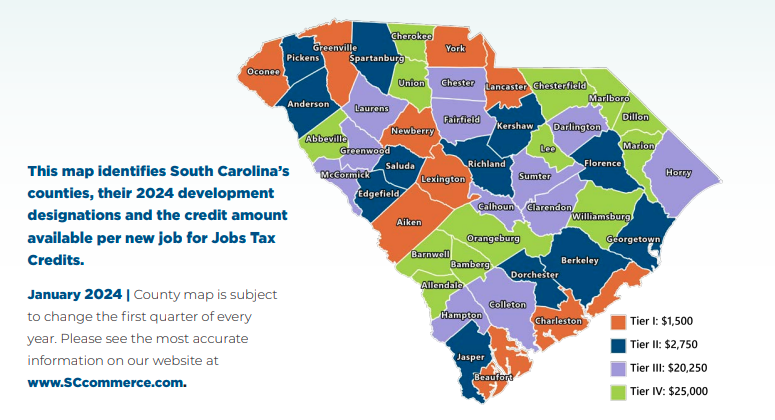 This map identifies South Carolina's
counties, their 2024 development
designations and the credit amount
available per new job for Jobs Tax
Credits.
January 2024 | County map is subject
to change the first quarter of every
year. Please see the most accurate
information on our website at
www.SCcommerce.com.
Cherokee
Greenville
York
Pickens
Spartanburg
Oconee
Union
Chester
Lancaster
Chesterfield
Marlboro
Anderson
Laurens
Fairfield
Kershaw
Darlington
Dillon
Abbeville
Newberry
Lee
Marion
Greenwood
Saluda
Richland
Florence
McCormick
Lexington
Sumter
Horry
Edgefield
Calhoun
Clarendon
Williamsburg
Aiken
Orangeburg
Georgetown
Barnwell
Bamberg
Berkeley
Dorchester
Allendale
Colleton
Hampton
Charleston
Jasper
Beaufort
Tier I: $1,500
Tier II: $2,750
Tier III: $20,250
Tier IV: $25,000